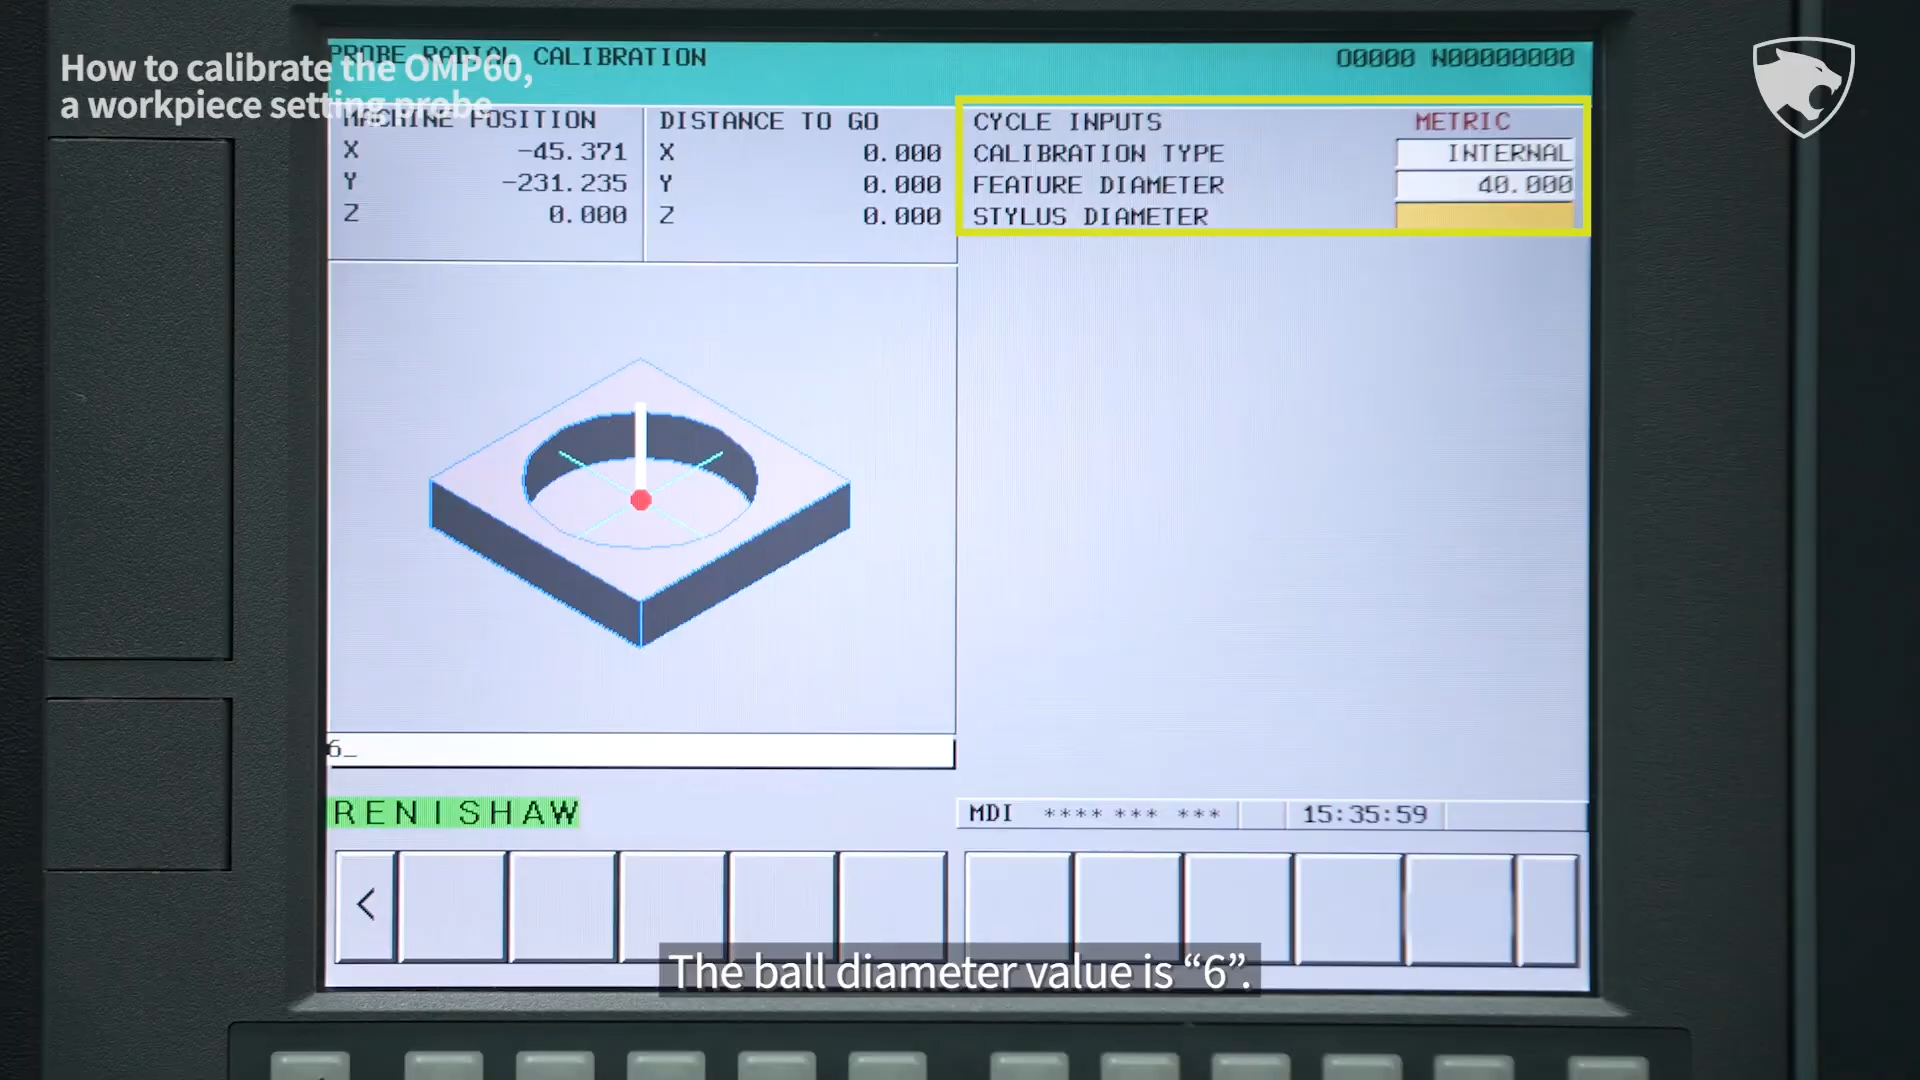 How to calibrate the OMP60,
a workpiece setting probe
PROBE RADIAL CALIBRATION
O0000 N00000000
MACHINE POSITION
X -45.371
Y -231.235
Z 0.000
DISTANCE TO GO
X 0.000
Y 0.000
Z 0.000
CYCLE INPUTS METRIC
CALIBRATION TYPE INTERNAL
FEATURE DIAMETER 40.000
STYLUS DIAMETER
6_
RENISHAW
MDI **** *** *** 15:35:59
<
The ball diameter value is “6”.